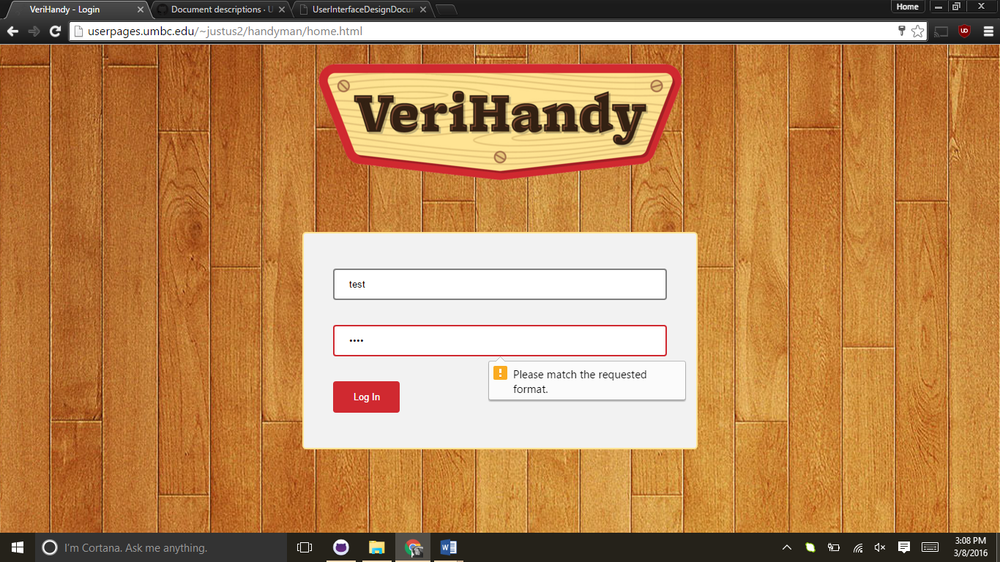 VeriHandy - Login
Document descriptions · U
UserInterfaceDesignDocum
Home
userpages.umbc.edu/~justus2/handyman/home.html
VeriHandy
test
••••
Please match the requested
format.
Log In
I'm Cortana. Ask me anything.
3:08 PM
3/8/2016